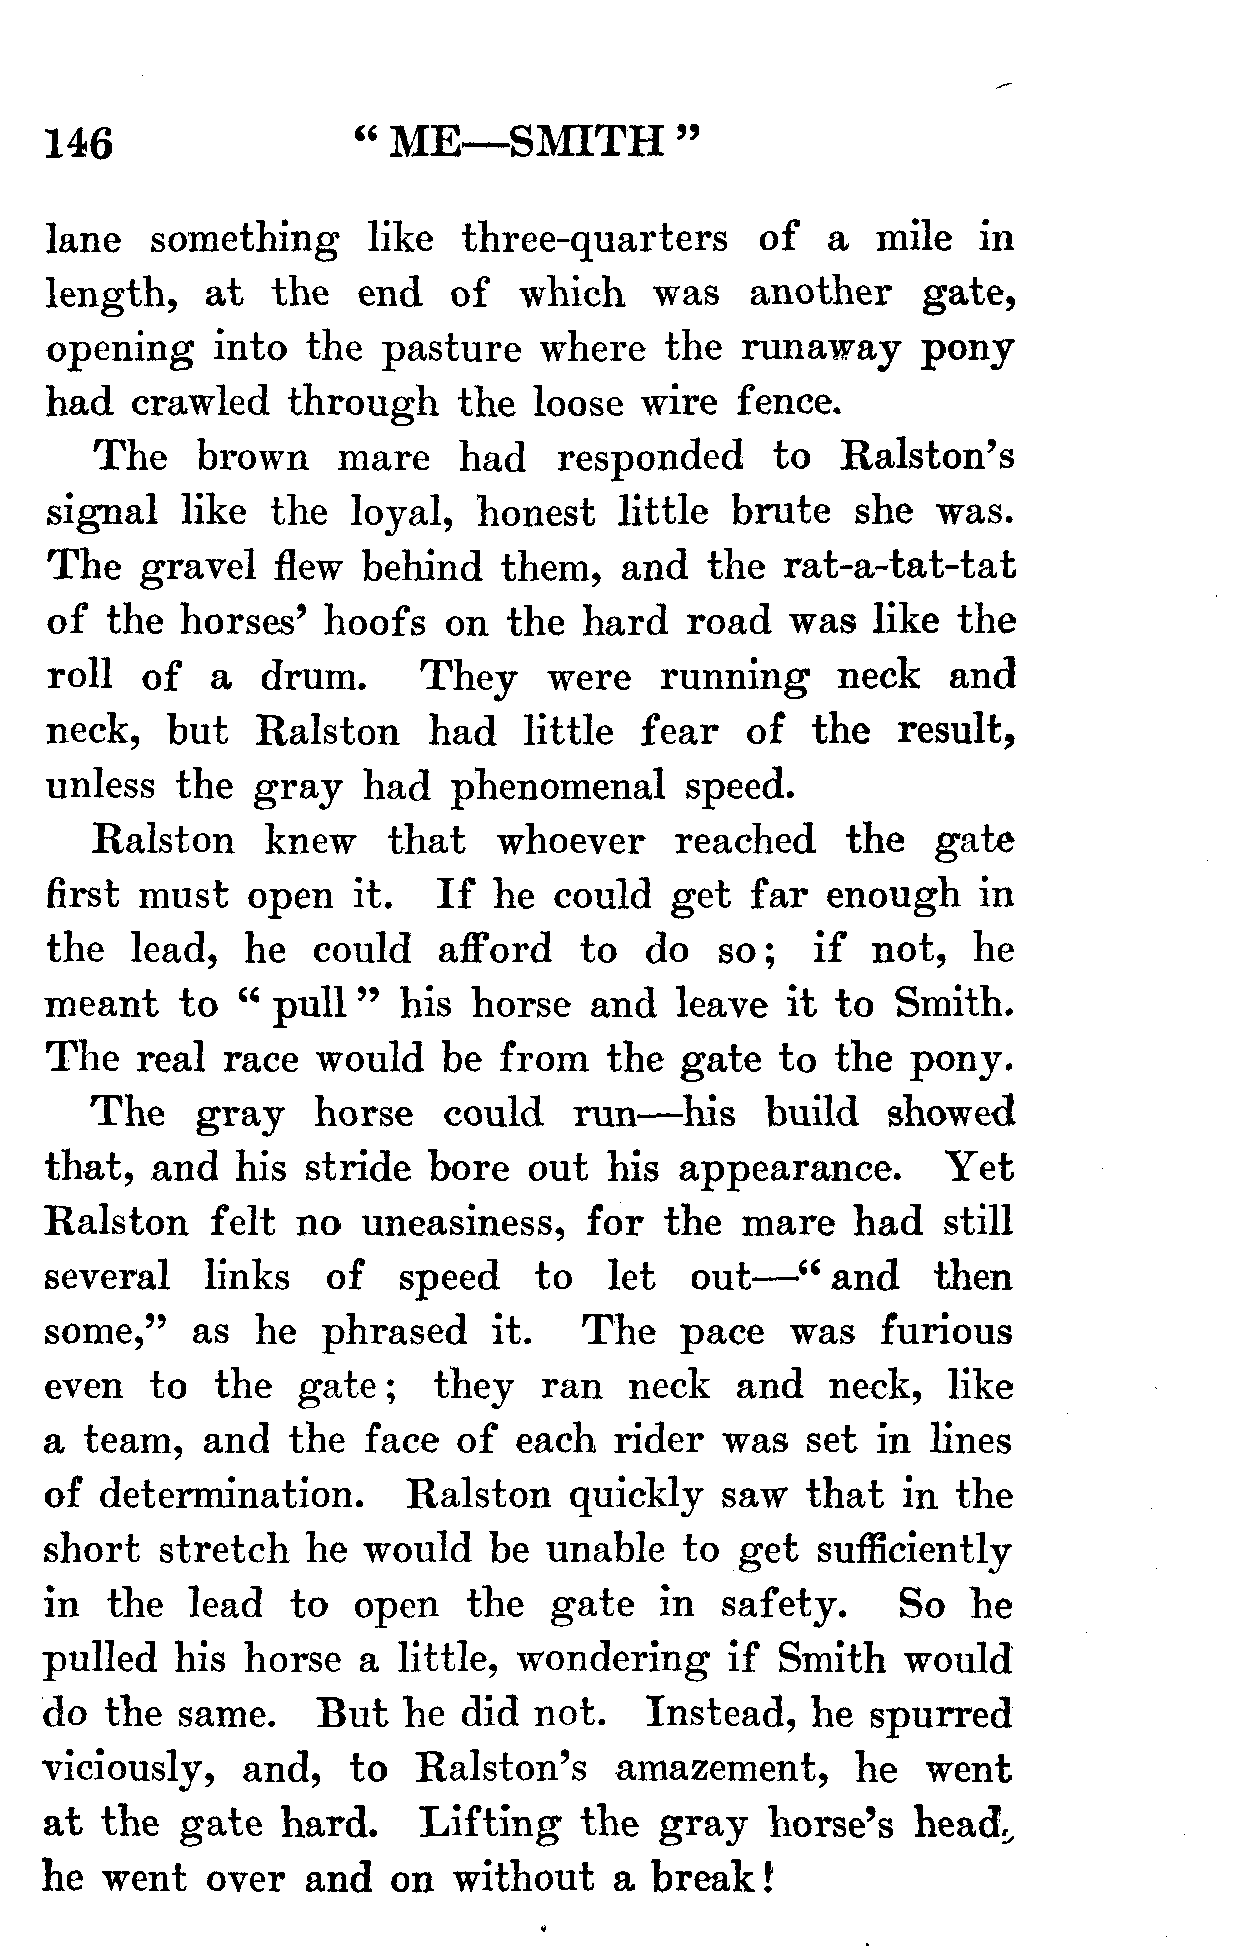 146 “ ME—SMITH ”
lane something like three-quarters of a mile in
length, at the end of which was another gate,
opening into the pasture where the runaway pony
had crawled through the loose wire fence.
The brown mare had responded to Ralston’s
signal like the loyal, honest little brute she was.
The gravel flew behind them, and the rat-a-tat-tat
of the horses’ hoofs on the hard road was like the
roll of a drum. They were running neck and
neck, but Ralston had little fear of the result,
unless the gray had phenomenal speed.
Ralston knew that whoever reached the gate
first must open it. If he could get far enough in
the lead, he could afford to do so; if not, he
meant to “ pull ” his horse and leave it to Smith.
The real race would be from the gate to the pony.
The gray horse could run—his build showed
that, and his stride bore out his appearance. Yet
Ralston felt no uneasiness, for the mare had still
several links of speed to let out—“ and then
some,” as he phrased it. The pace was furious
even to the gate; they ran neck and neck, like
a team, and the face of each rider was set in lines
of determination. Ralston quickly saw that in the
short stretch he would be unable to get sufficiently
in the lead to open the gate in safety. So he
pulled his horse a little, wondering if Smith would
do the same. But he did not. Instead, he spurred
viciously, and, to Ralston’s amazement, he went
at the gate hard. Lifting the gray horse’s head,
he went over and on without a break!